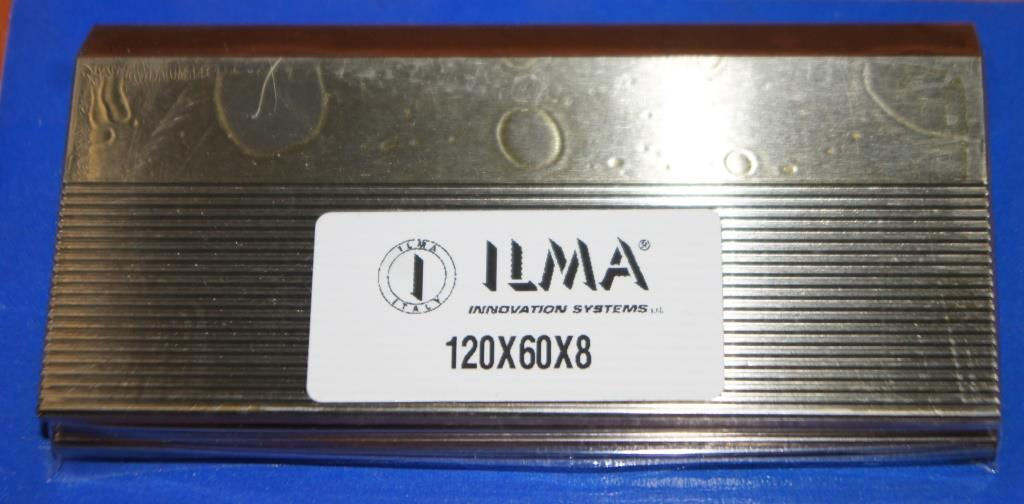 ILMA
I
ITALY
ILMA®
INNOVATION SYSTEMS s.r.l.
120X60X8